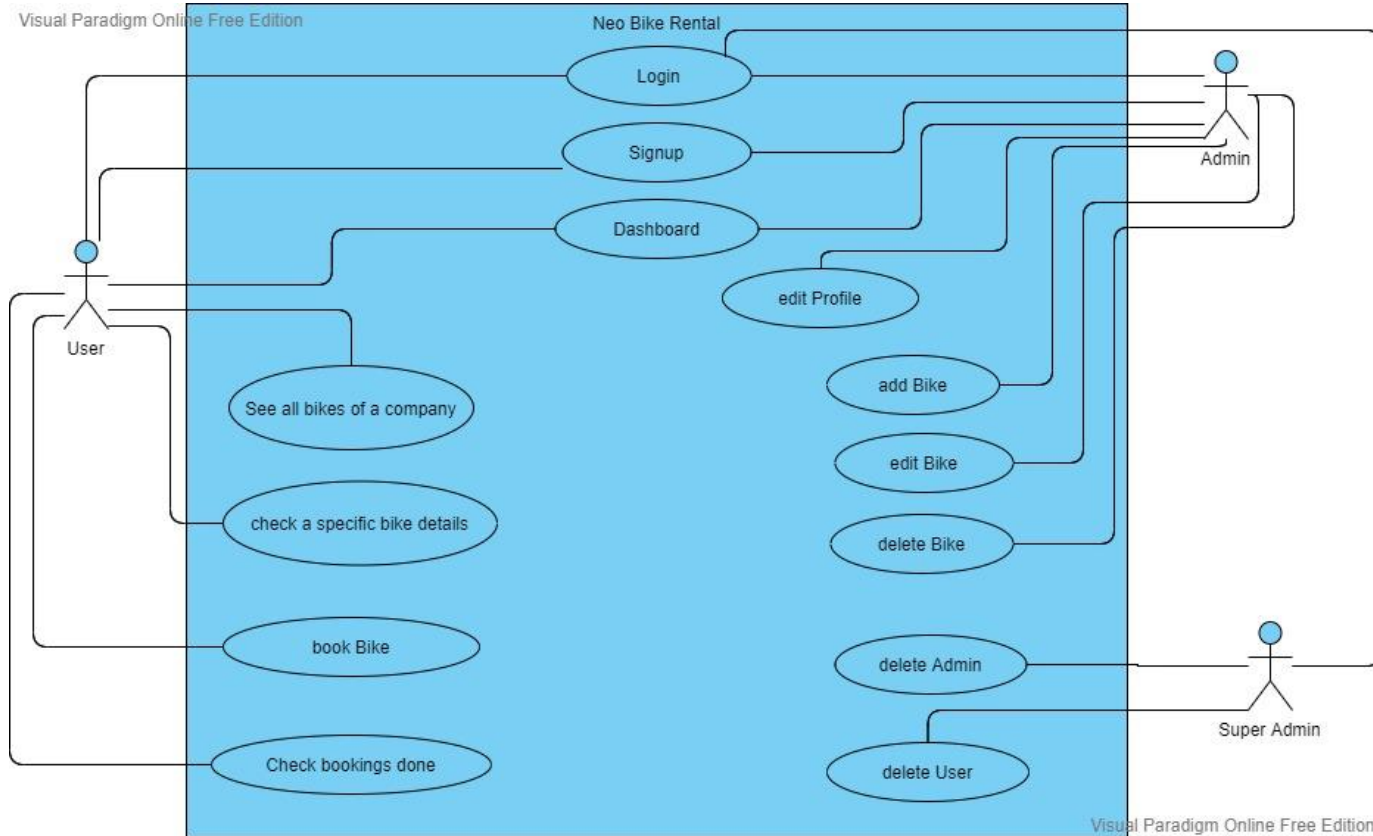 Visual Paradigm Online Free Edition
Neo Bike Rental
Login
Signup
Admin
Dashboard
edit Profile
User
add Bike
See all bikes of a company
edit Bike
check a specific bike details
delete Bike
book Bike
delete Admin
Super Admin
Check bookings done
delete User
Visual Paradigm Online Free Edition